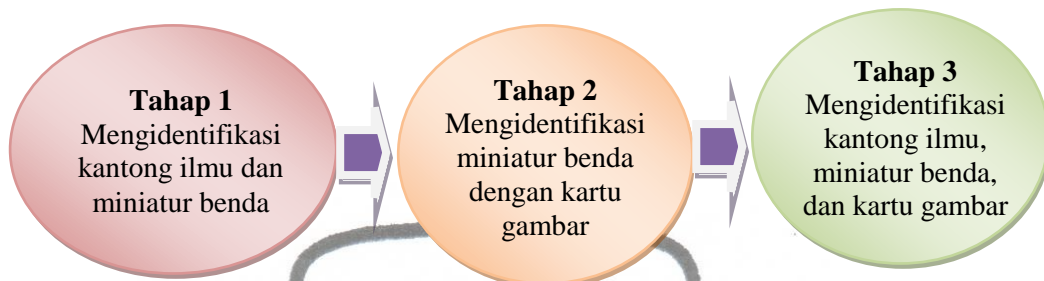 Tahap 1
Mengidentifikasi
kantong ilmu dan
miniatur benda
Tahap 2
Mengidentifikasi
miniatur benda
dengan kartu
gambar
Tahap 3
Mengidentifikasi
kantong ilmu,
miniatur benda,
dan kartu gambar